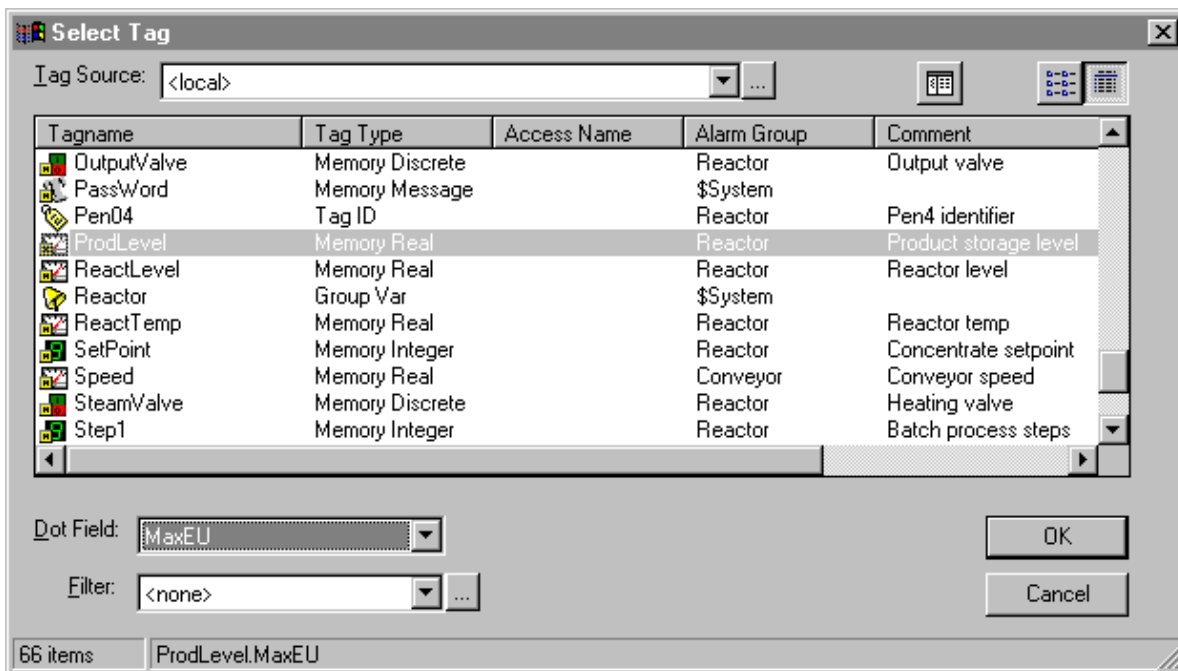 Select Tag
Tag Source: <local> ...
Tagname Tag Type Access Name Alarm Group Comment
OutputValve Memory Discrete Reactor Output valve
PassWord Memory Message $System
Pen04 Tag ID Reactor Pen4 identifier
ProdLevel Memory Real Reactor Product storage level
ReactLevel Memory Real Reactor Reactor level
Reactor Group Var $System
ReactTemp Memory Real Reactor Reactor temp
SetPoint Memory Integer Reactor Concentrate setpoint
Speed Memory Real Conveyor Conveyor speed
SteamValve Memory Discrete Reactor Heating valve
Step1 Memory Integer Reactor Batch process steps
Dot Field: MaxEU OK
Filter: <none> ... Cancel
66 items ProdLevel.MaxEU